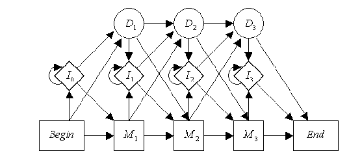 D1 D2 D3
I0 I1 I2 I3
Begin M1 M2 M3 End